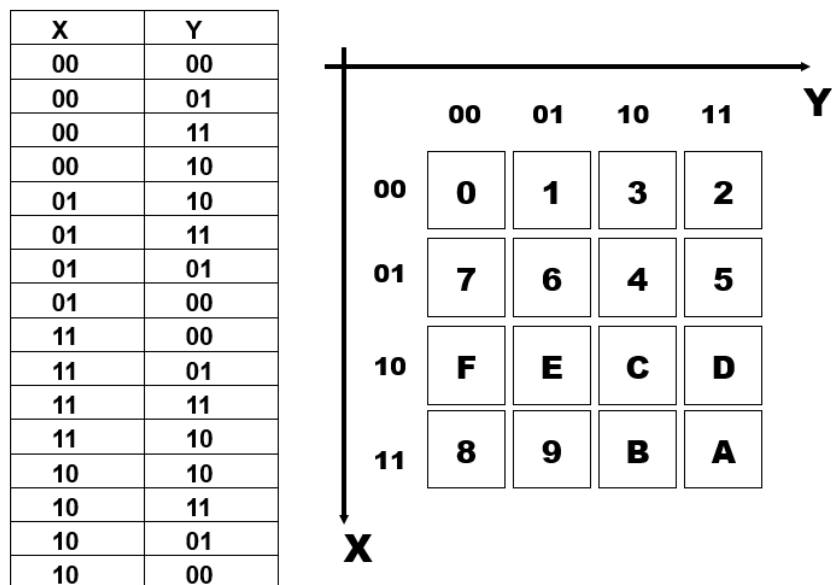 X Y
00 00
00 01
00 11
00 10
01 10
01 11
01 01
01 00
11 00
11 01
11 11
11 10
10 10
10 11
10 01
10 00
Y
00 01 10 11
00 0 1 3 2
01 7 6 4 5
10 F E C D
11 8 9 B A
X